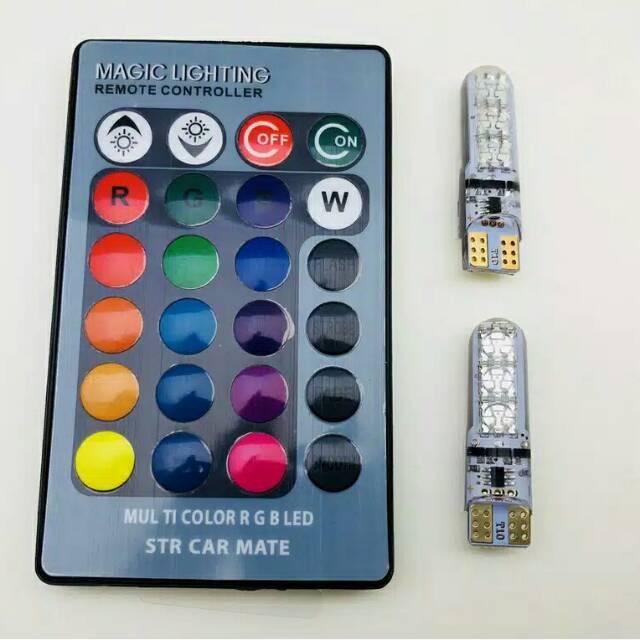 MAGIC LIGHTING
REMOTE CONTROLLER
OFF
ON
R
G
B
W
MUL TI COLOR R G B LED
STR CAR MATE
T10
T10